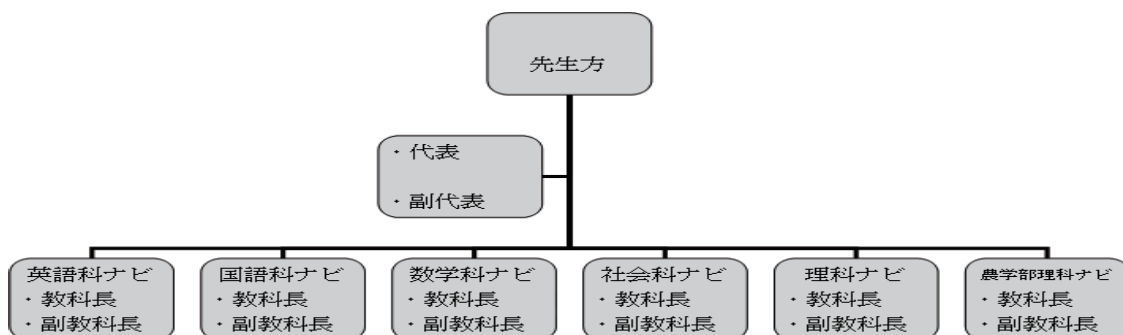 先生方
・代表
・副代表
英語科ナビ
・教科長
・副教科長
国語科ナビ
・教科長
・副教科長
数学科ナビ
・教科長
・副教科長
社会科ナビ
・教科長
・副教科長
理科ナビ
・教科長
・副教科長
農学部理科ナビ
・教科長
・副教科長